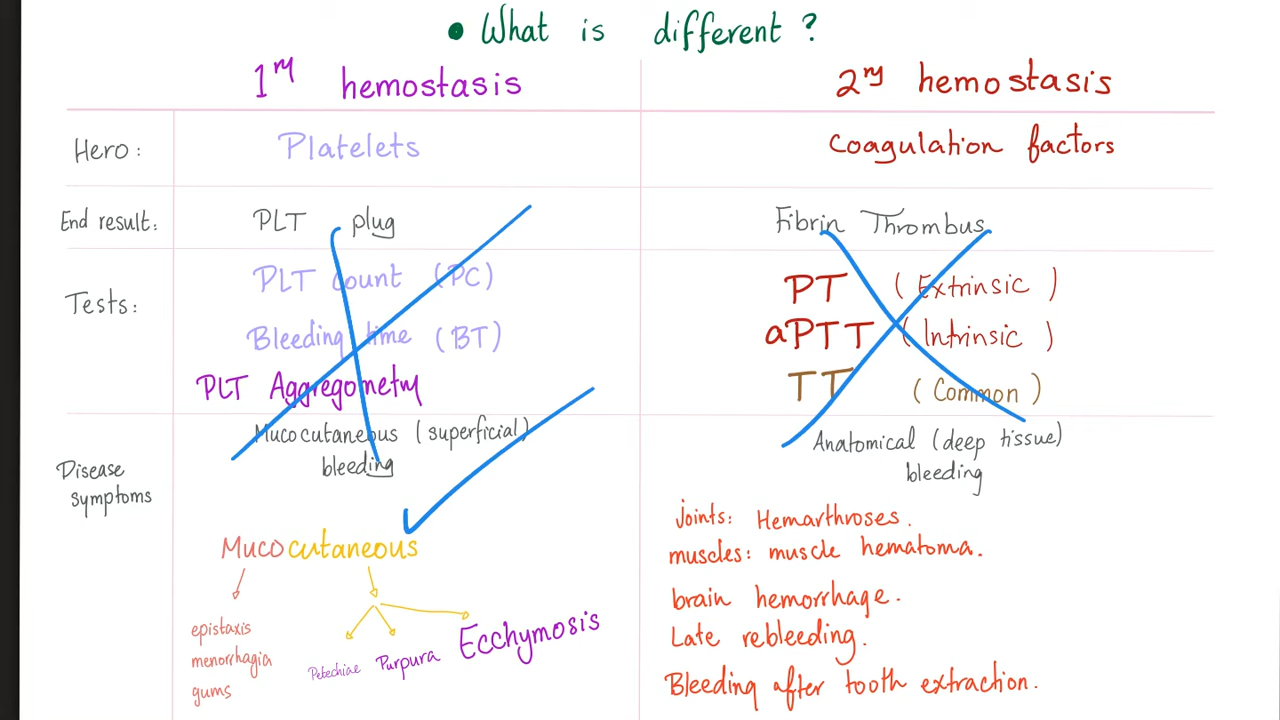 • What is different ?
1ry hemostasis
2ry hemostasis
Hero:
Platelets
Coagulation factors
End result:
PLT plug
Fibrin Thrombus
Tests:
PLT count (PC)
Bleeding time (BT)
PLT Aggregometry
PT (Extrinsic)
aPTT (Intrinsic)
TT (Common)
Disease
symptoms
Mucocutaneous (superficial)
bleeding
Mucocutaneous
epistaxis
menorrhagia
gums
Petechiae Purpura Ecchymosis
Anatomical (deep tissue)
bleeding
joints: Hemarthroses.
muscles: muscle hematoma.
brain hemorrhage.
Late rebleeding.
Bleeding after tooth extraction.